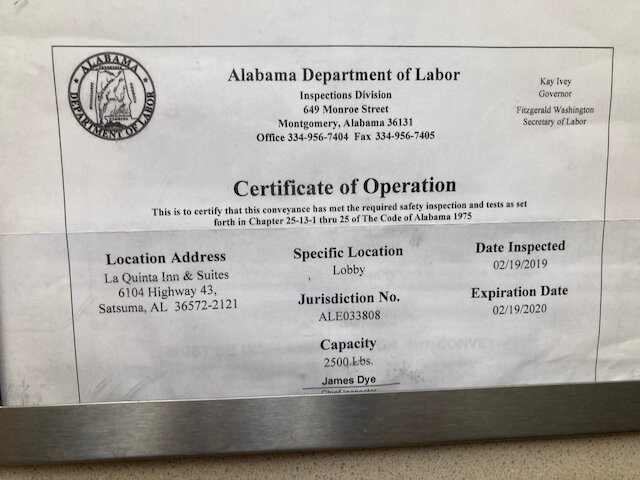 ALABAMA
DEPARTMENT OF LABOR
Alabama Department of Labor
Inspections Division
649 Monroe Street
Montgomery, Alabama 36131
Office 334-956-7404 Fax 334-956-7405
Kay Ivey
Governor
Fitzgerald Washington
Secretary of Labor
Certificate of Operation
This is to certify that this conveyance has met the required safety inspection and tests as set
forth in Chapter 25-13-1 thru 25 of The Code of Alabama 1975
Location Address
La Quinta Inn & Suites
6104 Highway 43,
Satsuma, AL 36572-2121
Specific Location
Lobby
Jurisdiction No.
ALE033808
Capacity
2500 Lbs.
James Dye
Chief Inspector
Date Inspected
02/19/2019
Expiration Date
02/19/2020